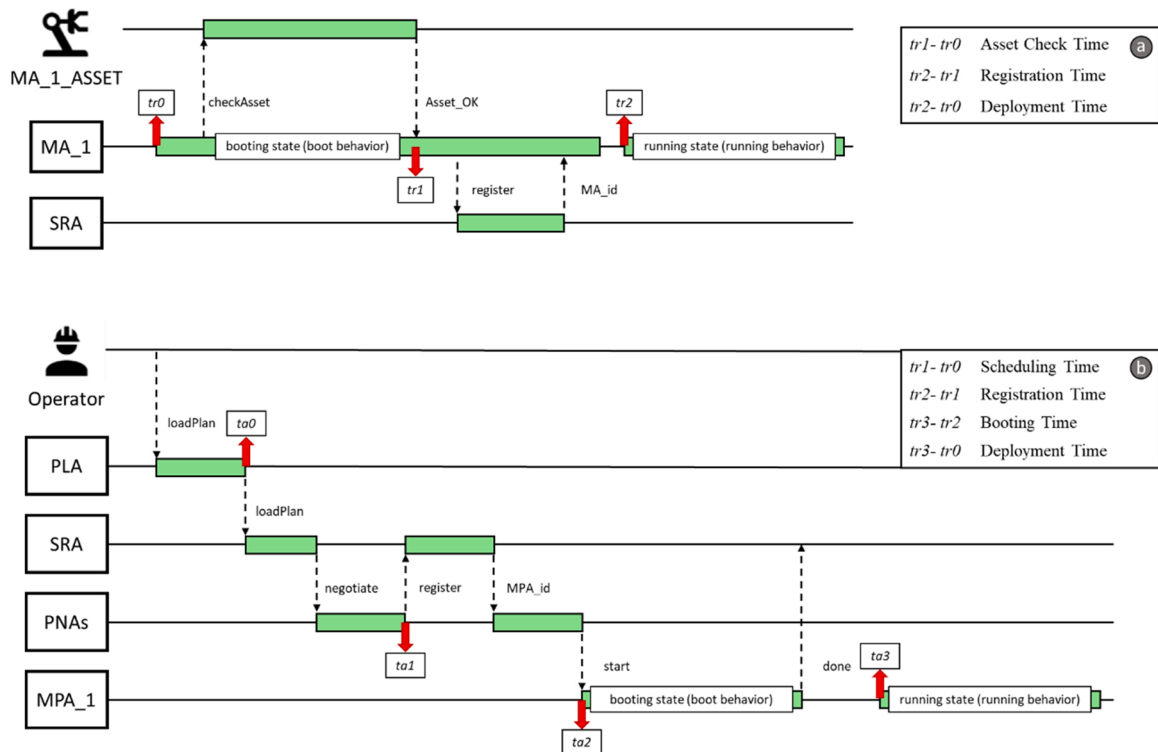 tr1- tr0 Asset Check Time a
tr2- tr1 Registration Time
tr2- tr0 Deployment Time
MA_1_ASSET
tr0
checkAsset
Asset_OK
tr2
MA_1
booting state (boot behavior)
running state (running behavior)
tr1
register
MA_id
SRA
Operator
tr1- tr0 Scheduling Time b
tr2- tr1 Registration Time
tr3- tr2 Booting Time
tr3- tr0 Deployment Time
loadPlan
ta0
PLA
loadPlan
SRA
negotiate
register
MPA_id
PNAs
ta1
start
done
ta3
MPA_1
booting state (boot behavior)
running state (running behavior)
ta2